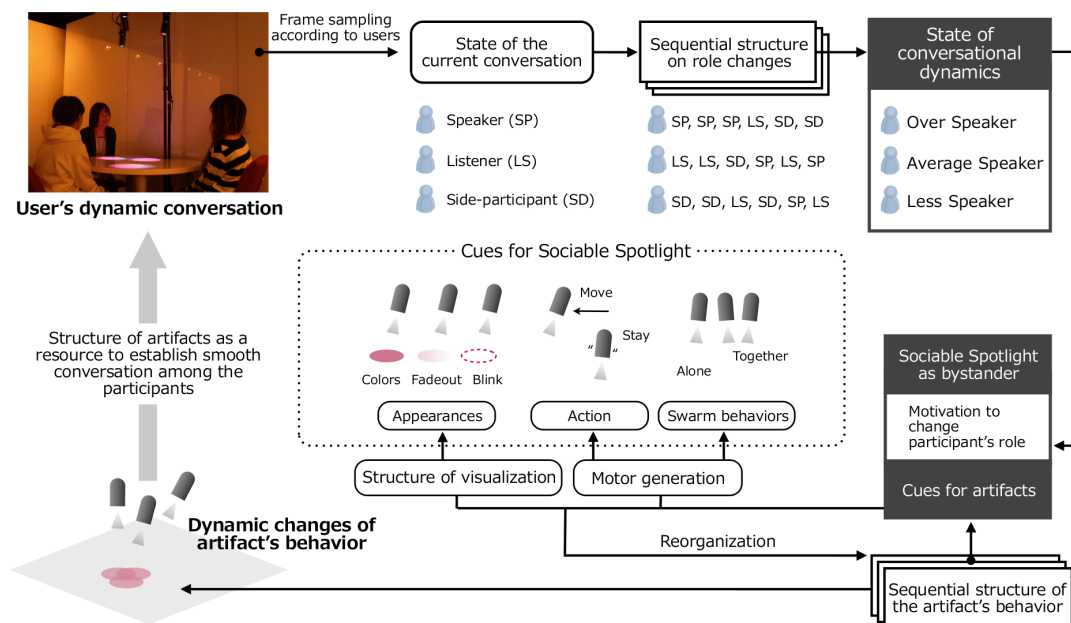 Frame sampling
according to users
State of the
current conversation
Sequential structure
on role changes
State of
conversational
dynamics
Speaker (SP)
SP, SP, SP, LS, SD, SD
Over Speaker
Listener (LS)
LS, LS, SD, SP, LS, SP
Average Speaker
Side-participant (SD)
SD, SD, LS, SD, SP, LS
Less Speaker
User's dynamic conversation
Cues for Sociable Spotlight
Move
Stay
" "
Colors
Fadeout
Blink
Alone
Together
Appearances
Action
Swarm behaviors
Structure of visualization
Motor generation
Structure of artifacts as a
resource to establish smooth
conversation among the
participants
Sociable Spotlight
as bystander
Motivation to
change
participant's role
Cues for artifacts
Dynamic changes of
artifact's behavior
Reorganization
Sequential structure of
the artifact's behavior